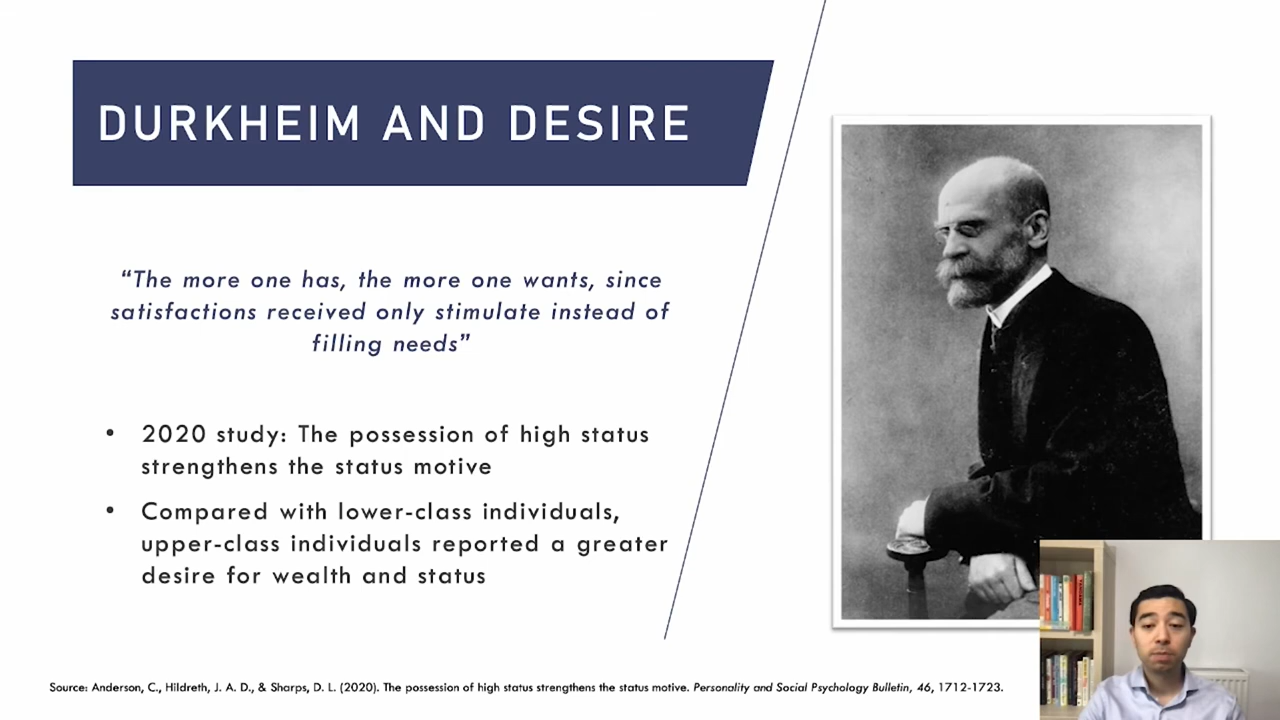 DURKHEIM AND DESIRE
“The more one has, the more one wants, since
satisfactions received only stimulate instead of
filling needs”
• 2020 study: The possession of high status
strengthens the status motive
• Compared with lower-class individuals,
upper-class individuals reported a greater
desire for wealth and status
Source: Anderson, C., Hildreth, J. A. D., & Sharps, D. L. (2020). The possession of high status strengthens the status motive. Personality and Social Psychology Bulletin, 46, 1712-1723.